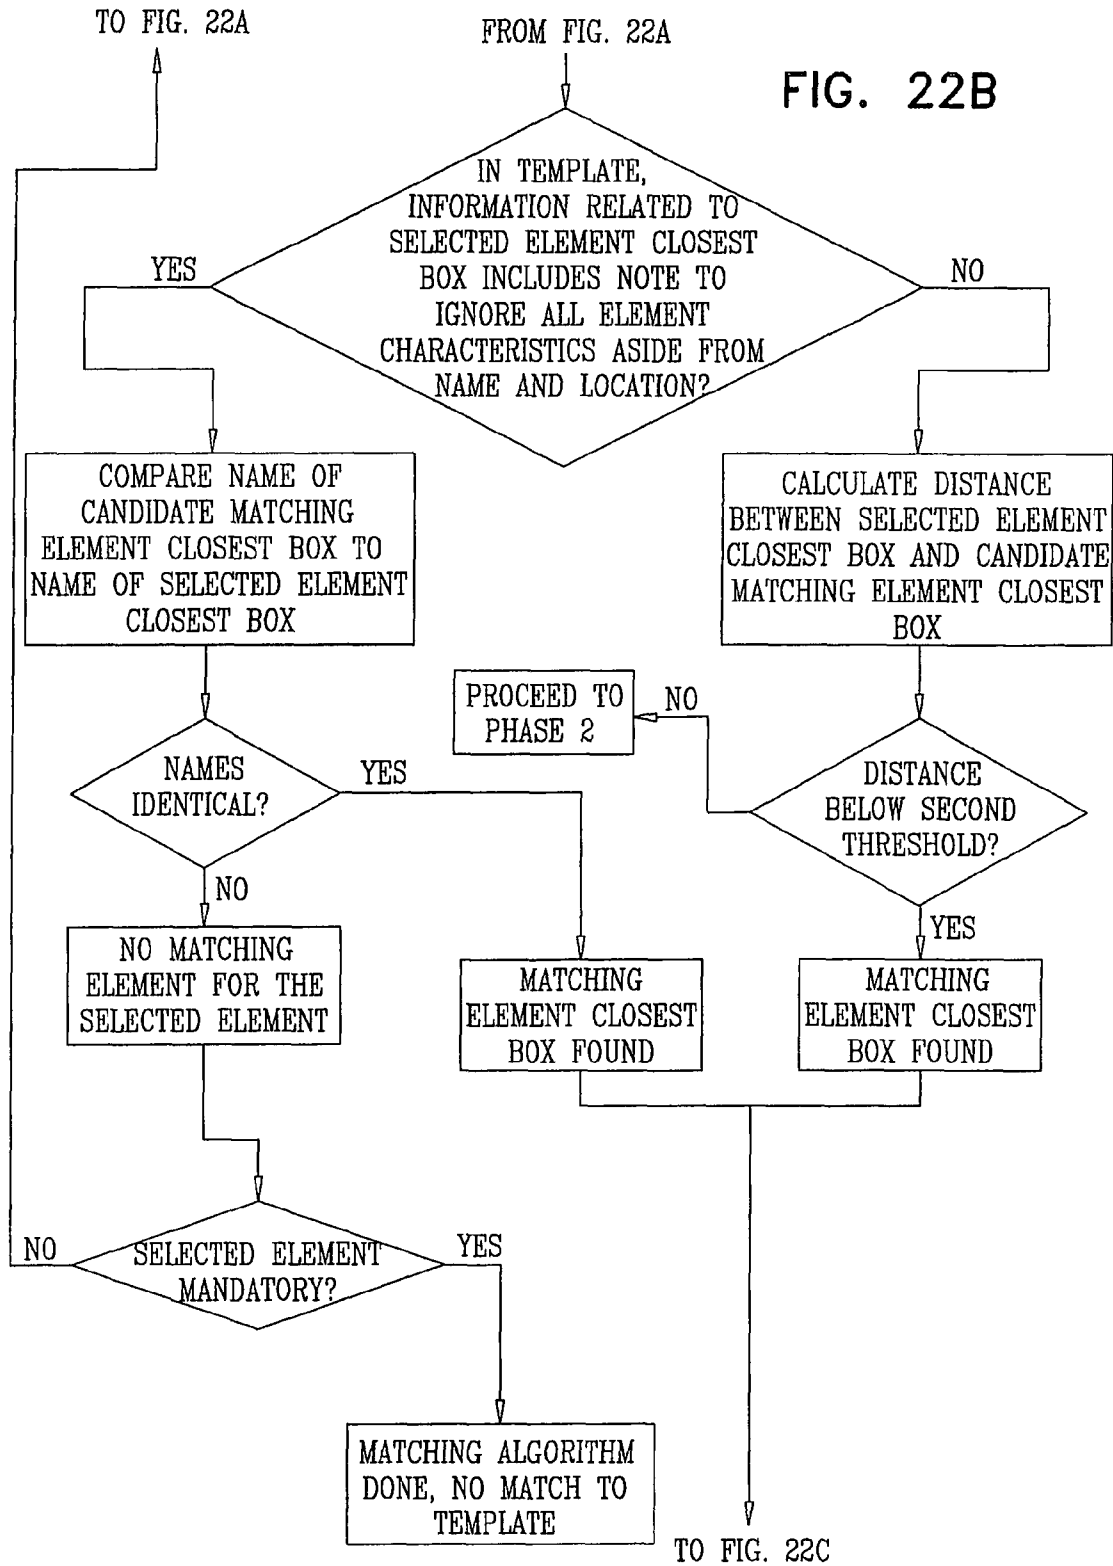 TO FIG. 22A
FROM FIG. 22A
FIG. 22B
IN TEMPLATE,
INFORMATION RELATED TO
SELECTED ELEMENT CLOSEST
BOX INCLUDES NOTE TO
IGNORE ALL ELEMENT
CHARACTERISTICS ASIDE FROM
NAME AND LOCATION?
YES
NO
COMPARE NAME OF
CANDIDATE MATCHING
ELEMENT CLOSEST BOX TO
NAME OF SELECTED ELEMENT
CLOSEST BOX
CALCULATE DISTANCE
BETWEEN SELECTED ELEMENT
CLOSEST BOX AND CANDIDATE
MATCHING ELEMENT CLOSEST
BOX
PROCEED TO
PHASE 2
NO
NAMES
IDENTICAL?
YES
DISTANCE
BELOW SECOND
THRESHOLD?
NO
YES
NO MATCHING
ELEMENT FOR THE
SELECTED ELEMENT
MATCHING
ELEMENT CLOSEST
BOX FOUND
MATCHING
ELEMENT CLOSEST
BOX FOUND
NO
SELECTED ELEMENT
MANDATORY?
YES
MATCHING ALGORITHM
DONE, NO MATCH TO
TEMPLATE
TO FIG. 22C